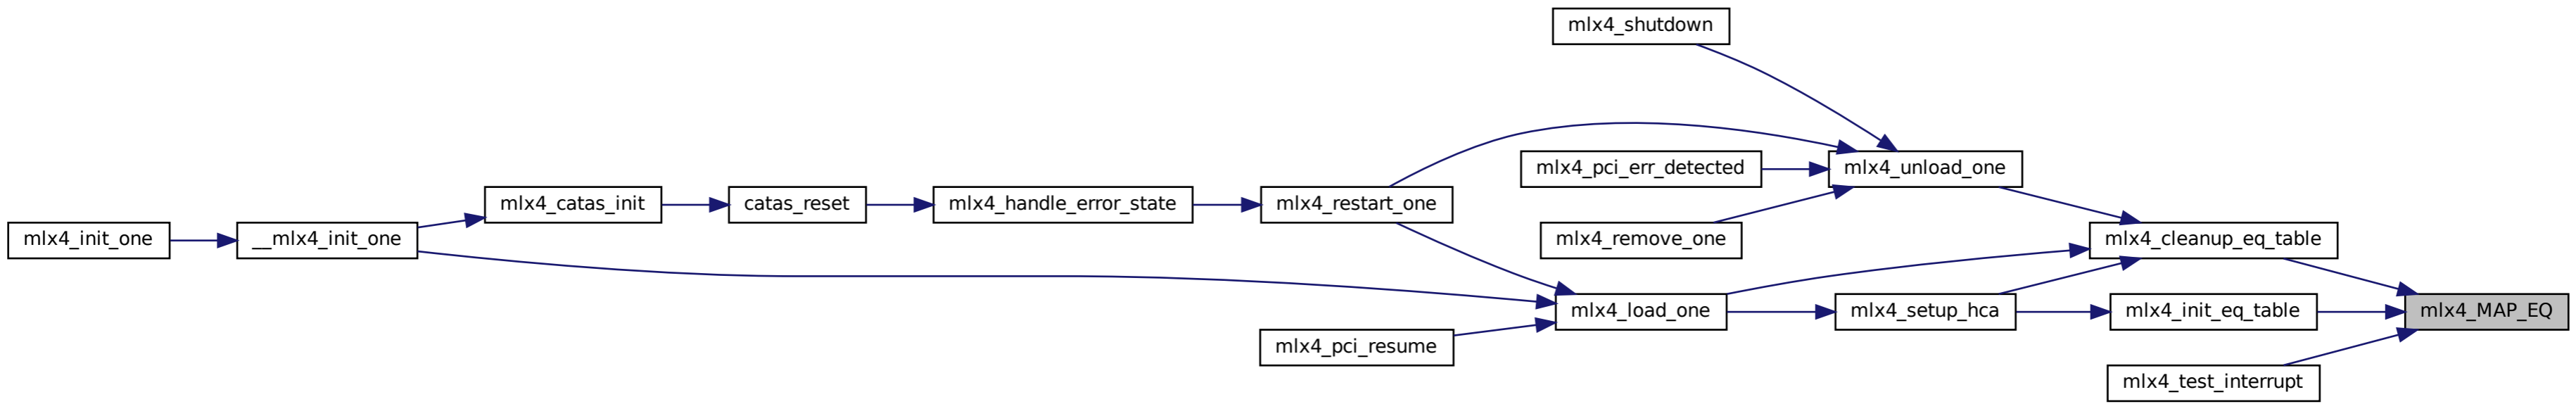 mlx4_shutdown
mlx4_pci_err_detected
mlx4_unload_one
mlx4_catas_init
catas_reset
mlx4_handle_error_state
mlx4_restart_one
mlx4_init_one
__mlx4_init_one
mlx4_remove_one
mlx4_cleanup_eq_table
mlx4_load_one
mlx4_setup_hca
mlx4_init_eq_table
mlx4_MAP_EQ
mlx4_pci_resume
mlx4_test_interrupt